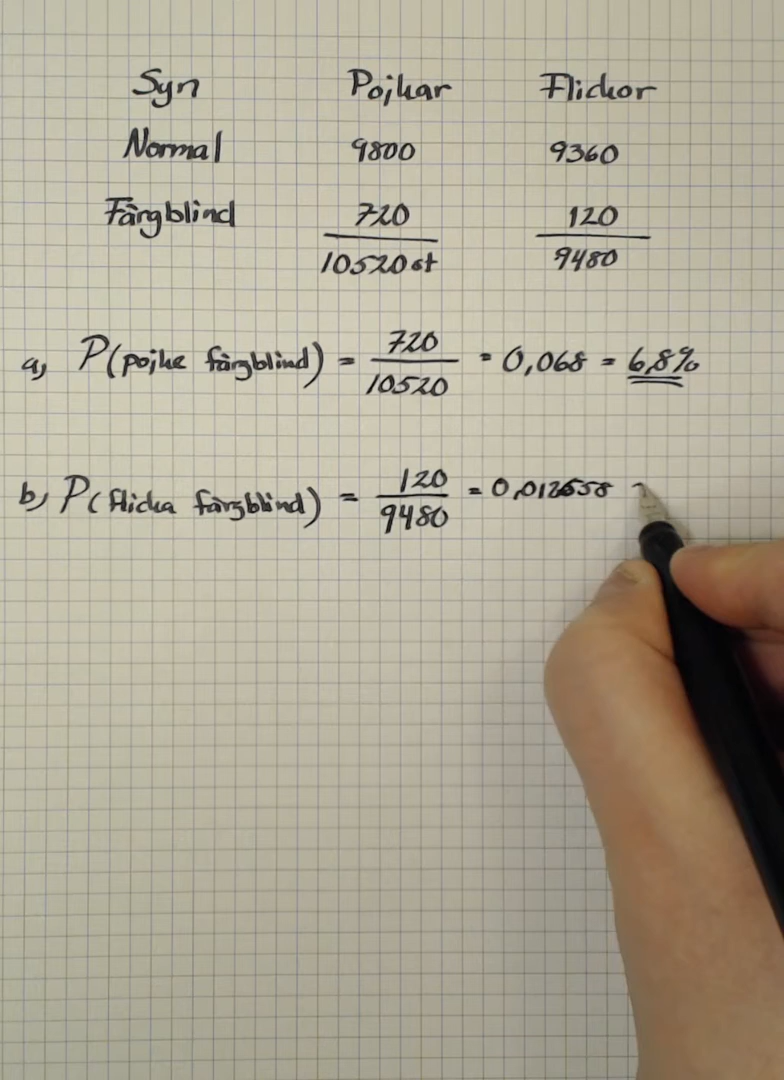 Syn Pojkar Flickor
Normal 9800 9360
Färgblind 720 120
10520 st 9480
a) P(pojke färgblind) = 720/10520 = 0,068 = 6,8%
b) P(flicka färgblind) = 120/9480 = 0,012658